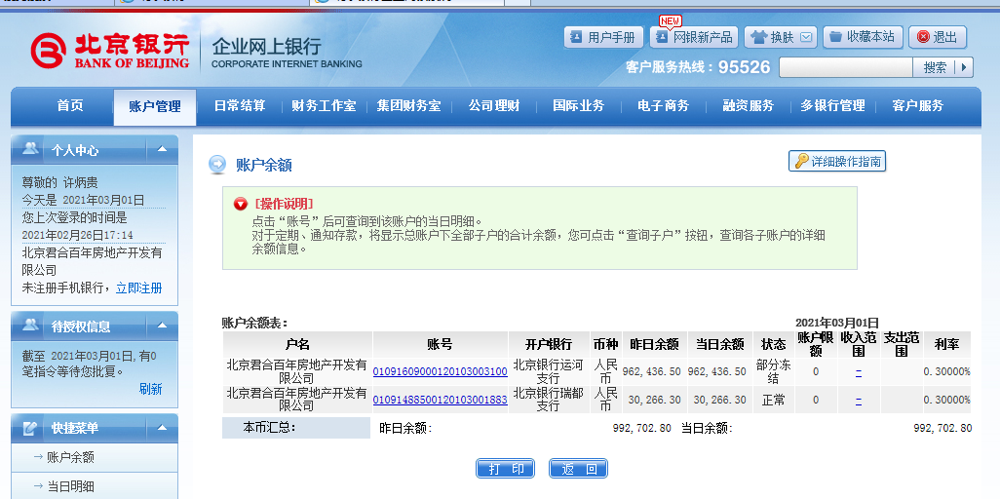 北京银行
BANK OF BEIJING
企业网上银行
CORPORATE INTERNET BANKING
用户手册
NEW
网银新产品
换肤
收藏本站
退出
客户服务热线：95526
搜索
首页
账户管理
日常结算
财务工作室
集团财务室
公司理财
国际业务
电子商务
融资服务
多银行管理
客户服务
个人中心
尊敬的 许炳贵
今天是 2021年03月01日
您上次登录的时间是
2021年02月26日17:14
北京君合百年房地产开发有
限公司
未注册手机银行，立即注册
待授权信息
截至 2021年03月01日, 有0
笔指令等待您批复。
刷新
快捷菜单
账户余额
当日明细
账户余额
详细操作指南
[操作说明]
点击“账号”后可查询到该账户的当日明细。
对于定期、通知存款，将显示总账户下全部子户的合计余额，您可点击“查询子户”按钮，查询各子账户的详细
余额信息。
账户余额表：
2021年03月01日
户名 账号 开户银行 币种 昨日余额 当日余额 状态 账户限额 收入范围 支出范围 利率
北京君合百年房地产开发有限公司 01091609000120103003100 北京银行运河支行 人民币 962,436.50 962,436.50 部分冻结 0 – 0.30000%
北京君合百年房地产开发有限公司 01091488500120103001883 北京银行瑞都支行 人民币 30,266.30 30,266.30 正常 0 – 0.30000%
本币汇总： 昨日余额： 992,702.80 当日余额： 992,702.80
打 印
返 回